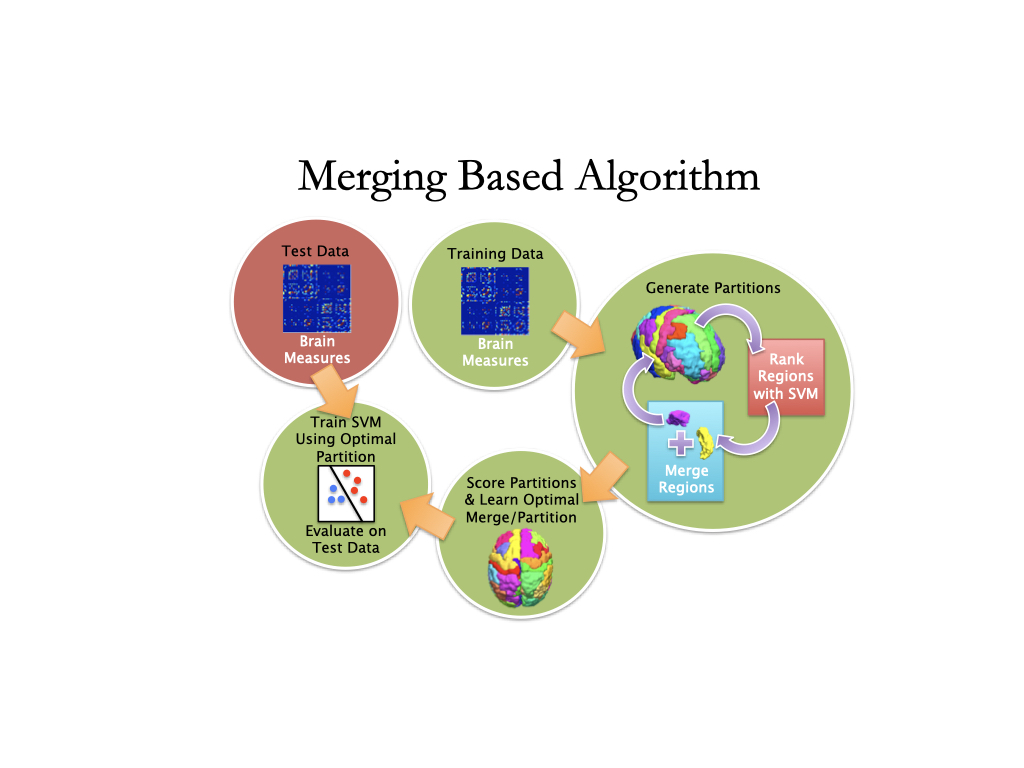 Merging Based Algorithm
Test Data
Brain
Measures
Training Data
Brain
Measures
Generate Partitions
Rank
Regions
with SVM
Merge
Regions
Score Partitions
& Learn Optimal
Merge/Partition
Train SVM
Using Optimal
Partition
Evaluate on
Test Data